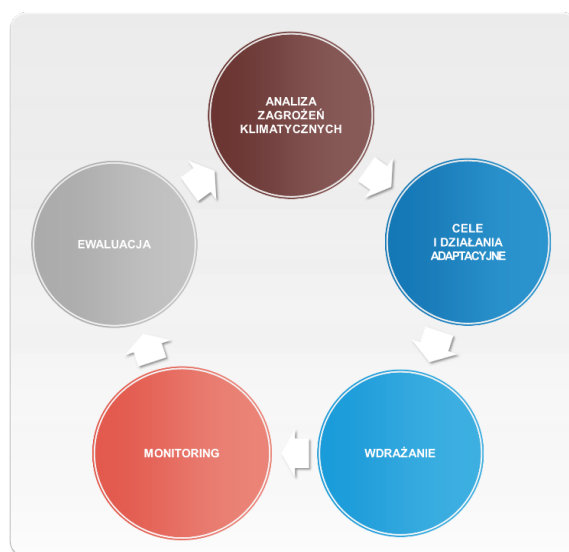 ANALIZA
ZAGROŻEŃ
KLIMATYCZNYCH
CELE
I DZIAŁANIA
ADAPTACYJNE
WDRAŻANIE
MONITORING
EWALUACJA